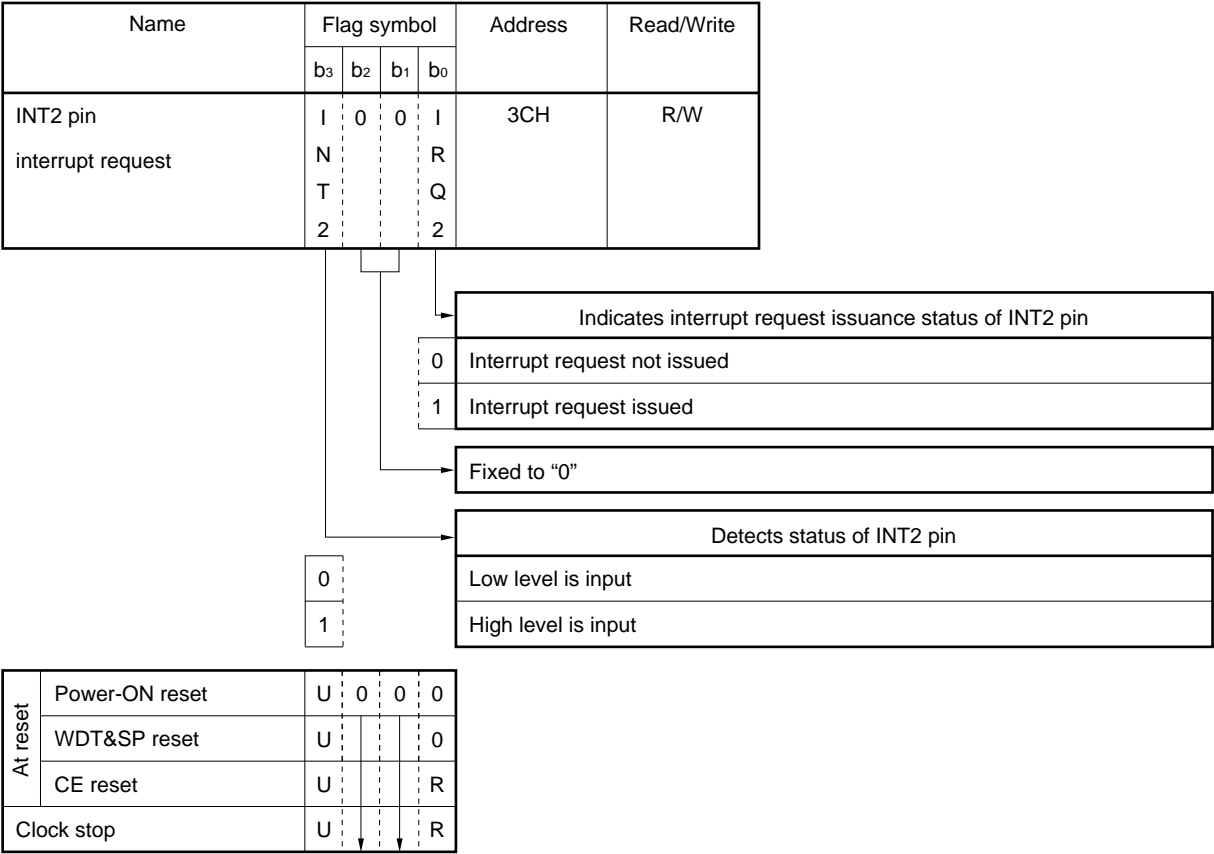 Name Flag symbol Address Read/Write
b3 b2 b1 b0
INT2 pin I 0 0 I 3CH R/W
interrupt request N R
T Q
2 2
Indicates interrupt request issuance status of INT2 pin
0 Interrupt request not issued
1 Interrupt request issued
Fixed to “0”
Detects status of INT2 pin
0 Low level is input
1 High level is input
At reset
Power-ON reset U 0 0 0
WDT&SP reset U 0
CE reset U R
Clock stop U R